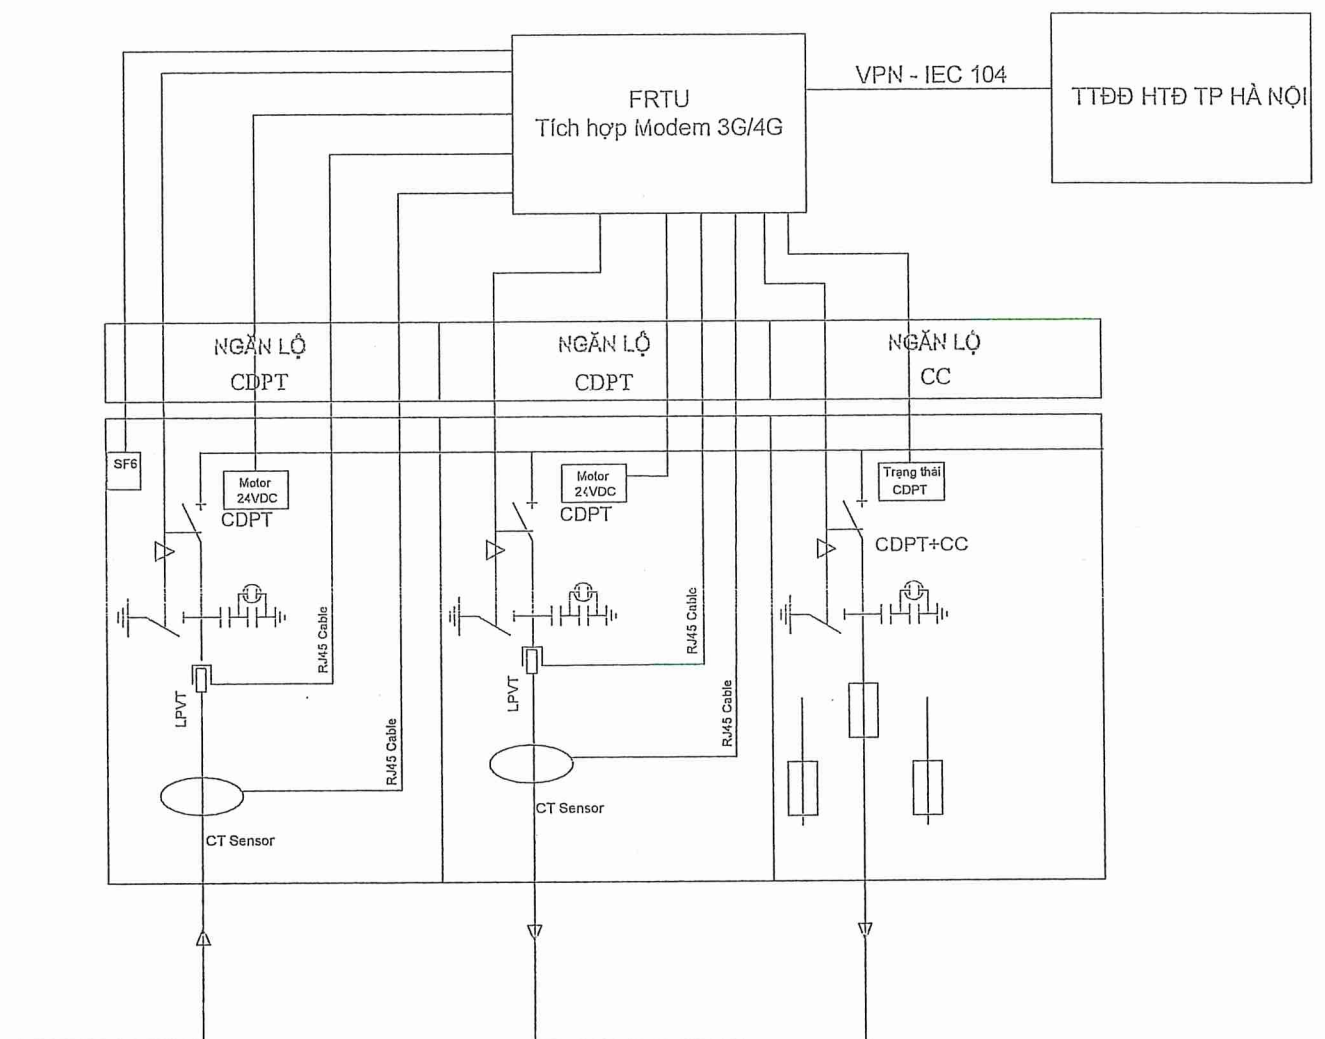 VPN - IEC 104
FRTU
Tích hợp Modem 3G/4G
TTĐĐ HTĐ TP HÀ NỘI
NGĂN LỘ
CDPT
NGĂN LỘ
CDPT
NGĂN LỘ
CC
SF6
Motor
24VDC
CDPT
Motor
24VDC
CDPT
Trạng thái
CDPT
CDPT+CC
RJ45 Cable
RJ45 Cable
LPVT
LPVT
RJ45 Cable
RJ45 Cable
CT Sensor
CT Sensor